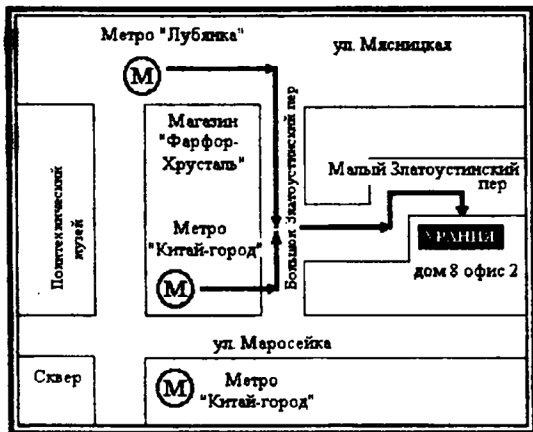 Метро "Лубянка"
ул. Мясницкая
М
Магазин
"Фарфор-
Хрусталь"
Большой Златоустинский пер
Малый Златоустинский
пер
Политехнический
музей
Метро
"Китай-город"
М
УРАНИЯ
дом 8 офис 2
ул. Маросейка
Сквер
М
Метро
"Китай-город"